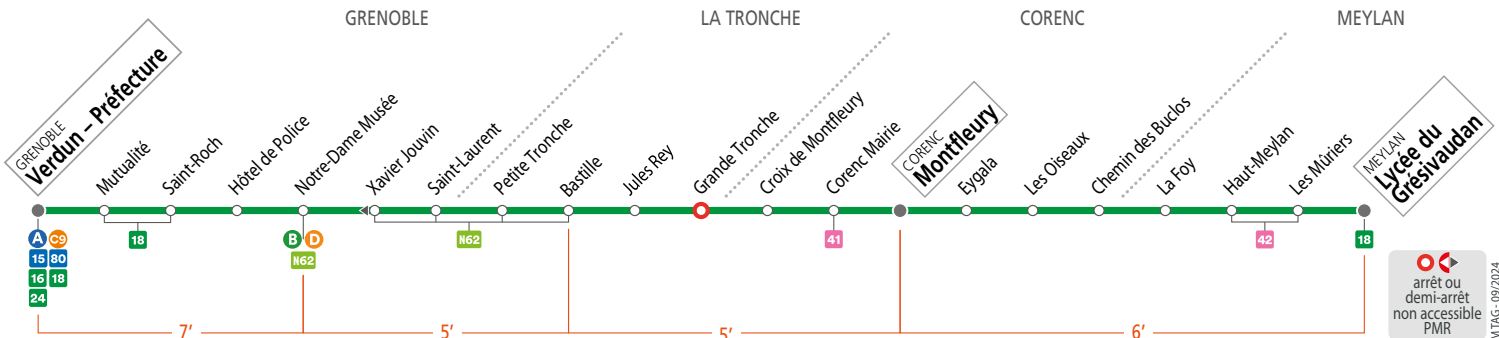 GRENOBLE
LA TRONCHE
CORENC
MEYLAN
GRENOBLE
Verdun – Préfecture
Mutualité
Saint-Roch
Hôtel de Police
Notre-Dame Musée
Xavier Jouvin
Saint-Laurent
Petite Tronche
Bastille
Jules Rey
Grande Tronche
Croix de Montfleury
Corenc Mairie
CORENC
Montfleury
Eygala
Les Oiseaux
Chemin des Buclos
La Foy
Haut-Meylan
Les Mûriers
MEYLAN
Lycée du
Grésivaudan
A C9
15 80
16 18
24
18
B D
N62
N62
41
42
18
7’
5’
5’
6’
arrêt ou
demi-arrêt
non accessible
PMR
M TAG - 09/2024